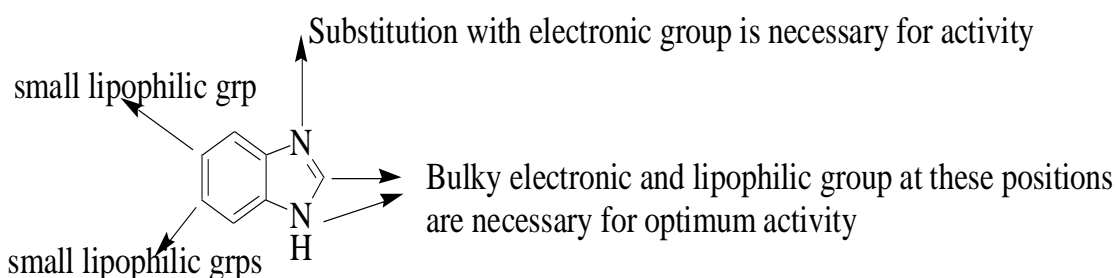 Substitution with electronic group is necessary for activity
small lipophilic grp
N
Bulky electronic and lipophilic group at these positions
are necessary for optimum activity
N
H
small lipophilic grps